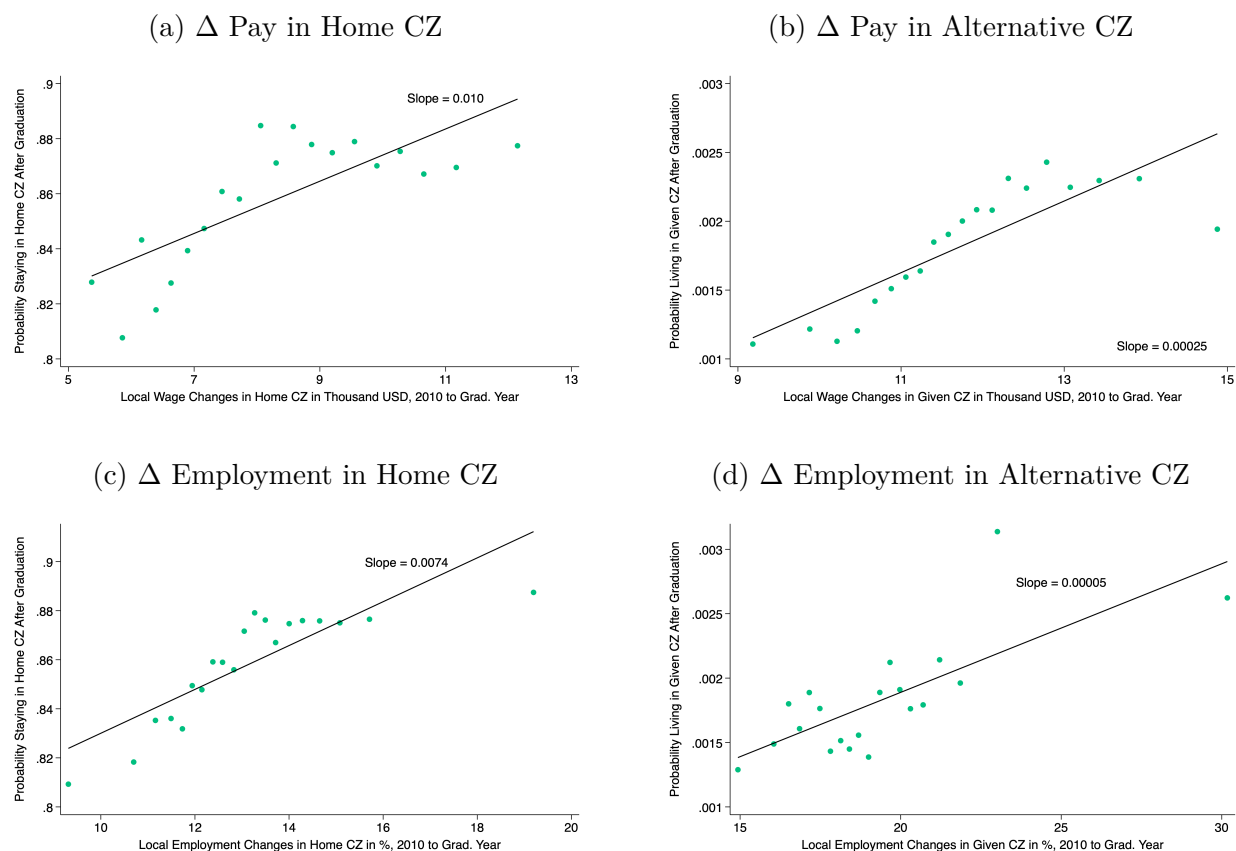 (a) Δ Pay in Home CZ
Probability Staying in Home CZ After Graduation
.9
.88
.86
.84
.82
.8
Slope = 0.010
5 7 9 11 13
Local Wage Changes in Home CZ in Thousand USD, 2010 to Grad. Year
(b) Δ Pay in Alternative CZ
Probability Living in Given CZ After Graduation
.003
.0025
.002
.0015
.001
Slope = 0.00025
9 11 13 15
Local Wage Changes in Given CZ in Thousand USD, 2010 to Grad. Year
(c) Δ Employment in Home CZ
Probability Staying in Home CZ After Graduation
.9
.88
.86
.84
.82
.8
Slope = 0.0074
10 12 14 16 18 20
Local Employment Changes in Home CZ in %, 2010 to Grad. Year
(d) Δ Employment in Alternative CZ
Probability Living in Given CZ After Graduation
.003
.0025
.002
.0015
.001
Slope = 0.00005
15 20 25 30
Local Employment Changes in Given CZ in %, 2010 to Grad. Year